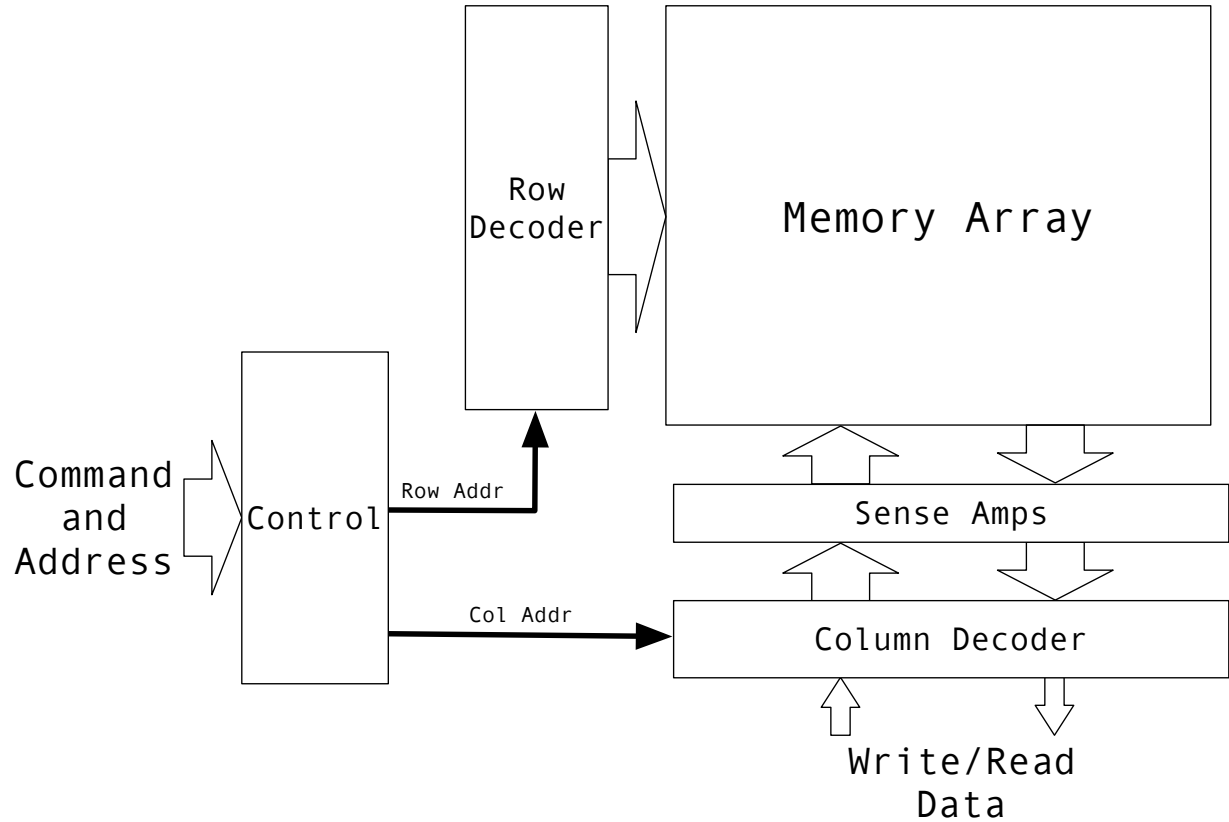 Row
Decoder
Memory Array
Command
and
Address
Control
Row Addr
Sense Amps
Col Addr
Column Decoder
Write/Read
Data